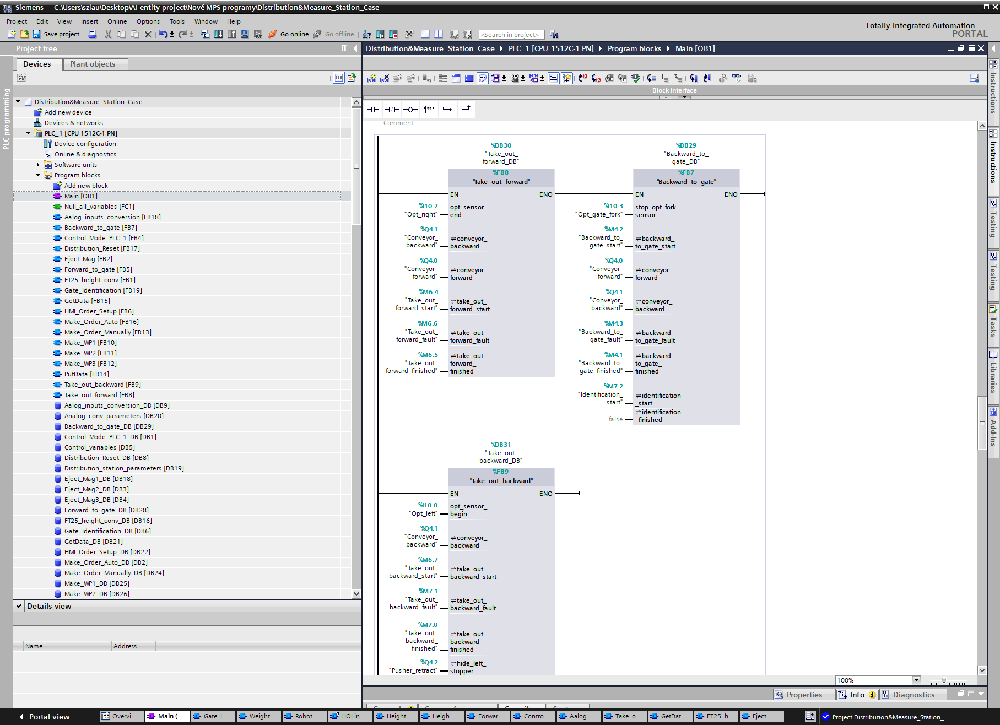 Siemens - C:\Users\szlau\Desktop\AI entity project\Nové MPS programy\Distribution&Measure_Station_Case
Project Edit View Insert Online Options Tools Window Help
Totally Integrated Automation
PORTAL
Save project
Go online
Go offline
<Search in project>
Project tree
Distribution&Measure_Station_Case PLC_1 [CPU 1512C-1 PN] Program blocks Main [OB1]
Devices
Plant objects
PLC programming
Block interface
Distribution&Measure_Station_Case
Add new device
Devices & networks
PLC_1 [CPU 1512C-1 PN]
Device configuration
Online & diagnostics
Software units
Program blocks
Add new block
Main [OB1]
Null_all_variables [FC1]
Aalog_inputs_conversion [FB18]
Backward_to_gate [FB7]
Control_Mode_PLC_1 [FB4]
Distribution_Reset [FB17]
Eject_Mag [FB2]
Forward_to_gate [FB5]
FT25_height_conv [FB1]
Gate_Identification [FB19]
GetData [FB15]
HMI_Order_Setup [FB6]
Make_Order_Auto [FB16]
Make_Order_Manually [FB13]
Make_WP1 [FB10]
Make_WP2 [FB11]
Make_WP3 [FB12]
PutData [FB14]
Take_out_backward [FB9]
Take_out_forward [FB8]
Aalog_inputs_conversion_DB [DB9]
Analog_conv_parameters [DB20]
Backward_to_gate_DB [DB29]
Control_Mode_PLC_1_DB [DB1]
Control_variables [DB5]
Distribution_Reset_DB [DB8]
Distribution_station_parameters [DB19]
Eject_Mag1_DB [DB18]
Eject_Mag2_DB [DB3]
Eject_Mag3_DB [DB4]
Forward_to_gate_DB [DB28]
FT25_height_conv_DB [DB16]
Gate_Identification_DB [DB6]
GetData_DB [DB21]
HMI_Order_Setup_DB [DB22]
Make_Order_Auto_DB [DB2]
Make_Order_Manually_DB [DB24]
Make_WP1_DB [DB25]
Make_WP2_DB [DB26]
Details view
Name
Address
Comment
%DB30
"Take_out_
forward_DB"
%FB8
"Take_out_forward"
EN ENO
%I10.2
"Opt_right"
opt_sensor_
end
%Q4.1
"Conveyor_
backward"
conveyor_
backward
%Q4.0
"Conveyor_
forward"
conveyor_
forward
%M6.4
"Take_out_
forward_start"
take_out_
forward_start
%M6.6
"Take_out_
forward_fault"
take_out_
forward_fault
%M6.5
"Take_out_
forward_finished"
take_out_
forward_
finished
%DB29
"Backward_to_
gate_DB"
%FB7
"Backward_to_gate"
EN ENO
%I10.3
"Opt_gate_fork"
stop_opt_fork_
sensor
%M4.2
"Backward_to_
gate_start"
backward_
to_gate_start
%Q4.0
"Conveyor_
forward"
conveyor_
forward
%Q4.1
"Conveyor_
backward"
conveyor_
backward
%M4.3
"Backward_to_
gate_fault"
backward_
to_gate_fault
%M4.1
"Backward_to_
gate_finished"
backward_
to_gate_
finished
%M7.2
"Identification_
start"
identification
_start
false
identification
_finished
%DB31
"Take_out_
backward_DB"
%FB9
"Take_out_backward"
EN ENO
%I10.0
"Opt_left"
opt_sensor_
begin
%Q4.1
"Conveyor_
backward"
conveyor_
backward
%M6.7
"Take_out_
backward_start"
take_out_
backward_start
%M7.1
"Take_out_
backward_fault"
take_out_
backward_fault
%M7.0
"Take_out_
backward_
finished"
take_out_
backward_
finished
%Q4.2
"Pusher_retract"
hide_left_
stopper
Instructions
Instructions
Testing
Testing
Tasks
Libraries
Add-Ins
100%
Properties
Info
Diagnostics
General
Cross-references
Compile
Syntax
Portal view
Overvi...
Main (...
Gate_I...
Weight...
Robot_...
LIOLin...
Height...
Heigh_...
Forwar...
Contro...
Aalog_...
Take_o...
GetDat...
FT25_h...
Eject_...
Project Distribution&Measure_Station_...